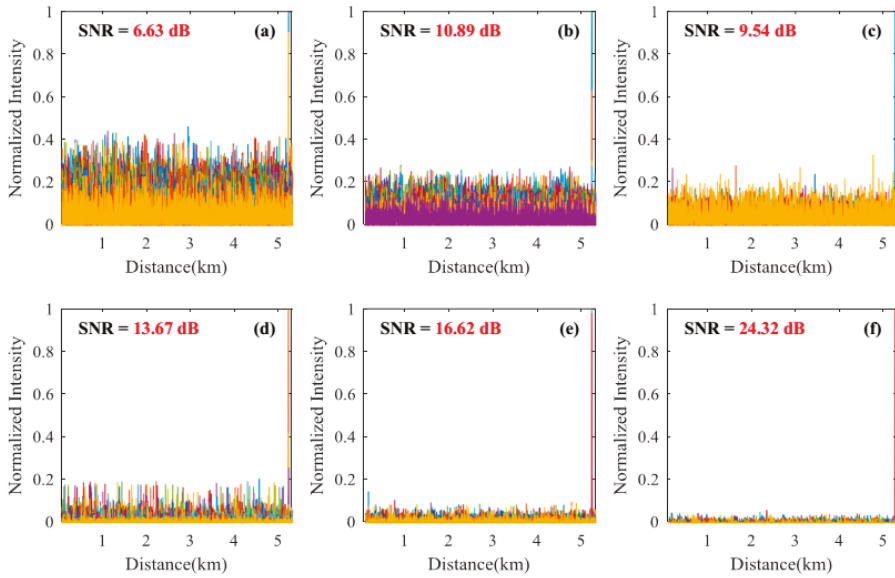 SNR = 6.63 dB (a)
1
0.8
0.6
0.4
0.2
0
Normalized Intensity
1 2 3 4 5
Distance(km)
SNR = 10.89 dB (b)
1
0.8
0.6
0.4
0.2
0
Normalized Intensity
1 2 3 4 5
Distance(km)
SNR = 9.54 dB (c)
1
0.8
0.6
0.4
0.2
0
Normalized Intensity
1 2 3 4 5
Distance(km)
SNR = 13.67 dB (d)
1
0.8
0.6
0.4
0.2
0
Normalized Intensity
1 2 3 4 5
Distance(km)
SNR = 16.62 dB (e)
1
0.8
0.6
0.4
0.2
0
Normalized Intensity
1 2 3 4 5
Distance(km)
SNR = 24.32 dB (f)
1
0.8
0.6
0.4
0.2
0
Normalized Intensity
1 2 3 4 5
Distance(km)